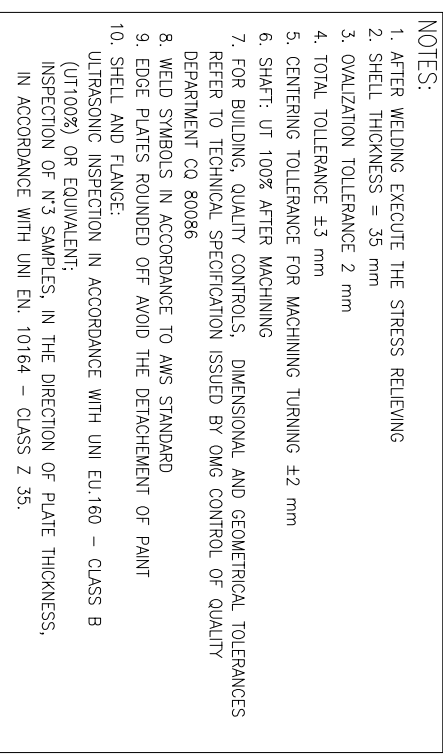 NOTES:
1. AFTER WELDING EXECUTE THE STRESS RELIEVING
2. SHELL THICKNESS = 35 mm
3. OVALIZATION TOLLERANCE 2 mm
4. TOTAL TOLLERANCE ±3 mm
5. CENTERING TOLLERANCE FOR MACHINING TURNING ±2 mm
6. SHAFT: UT 100% AFTER MACHINING
7. FOR BUILDING, QUALITY CONTROLS, DIMENSIONAL AND GEOMETRICAL TOLERANCES
REFER TO TECHNICAL SPECIFICATION ISSUED BY OMG CONTROL OF QUALITY
DEPARTMENT CQ 80086
8. WELD SYMBOLS IN ACCORDANCE TO AWS STANDARD
9. EDGE PLATES ROUNDED OFF AVOID THE DETACHEMENT OF PAINT
10. SHELL AND FLANGE:
ULTRASONIC INSPECTION IN ACCORDANCE WITH UNI EU.160 – CLASS B
(UT100%) OR EQUIVALENT;
INSPECTION OF N°3 SAMPLES, IN THE DIRECTION OF PLATE THICKNESS,
IN ACCORDANCE WITH UNI EN. 10164 – CLASS Z 35.